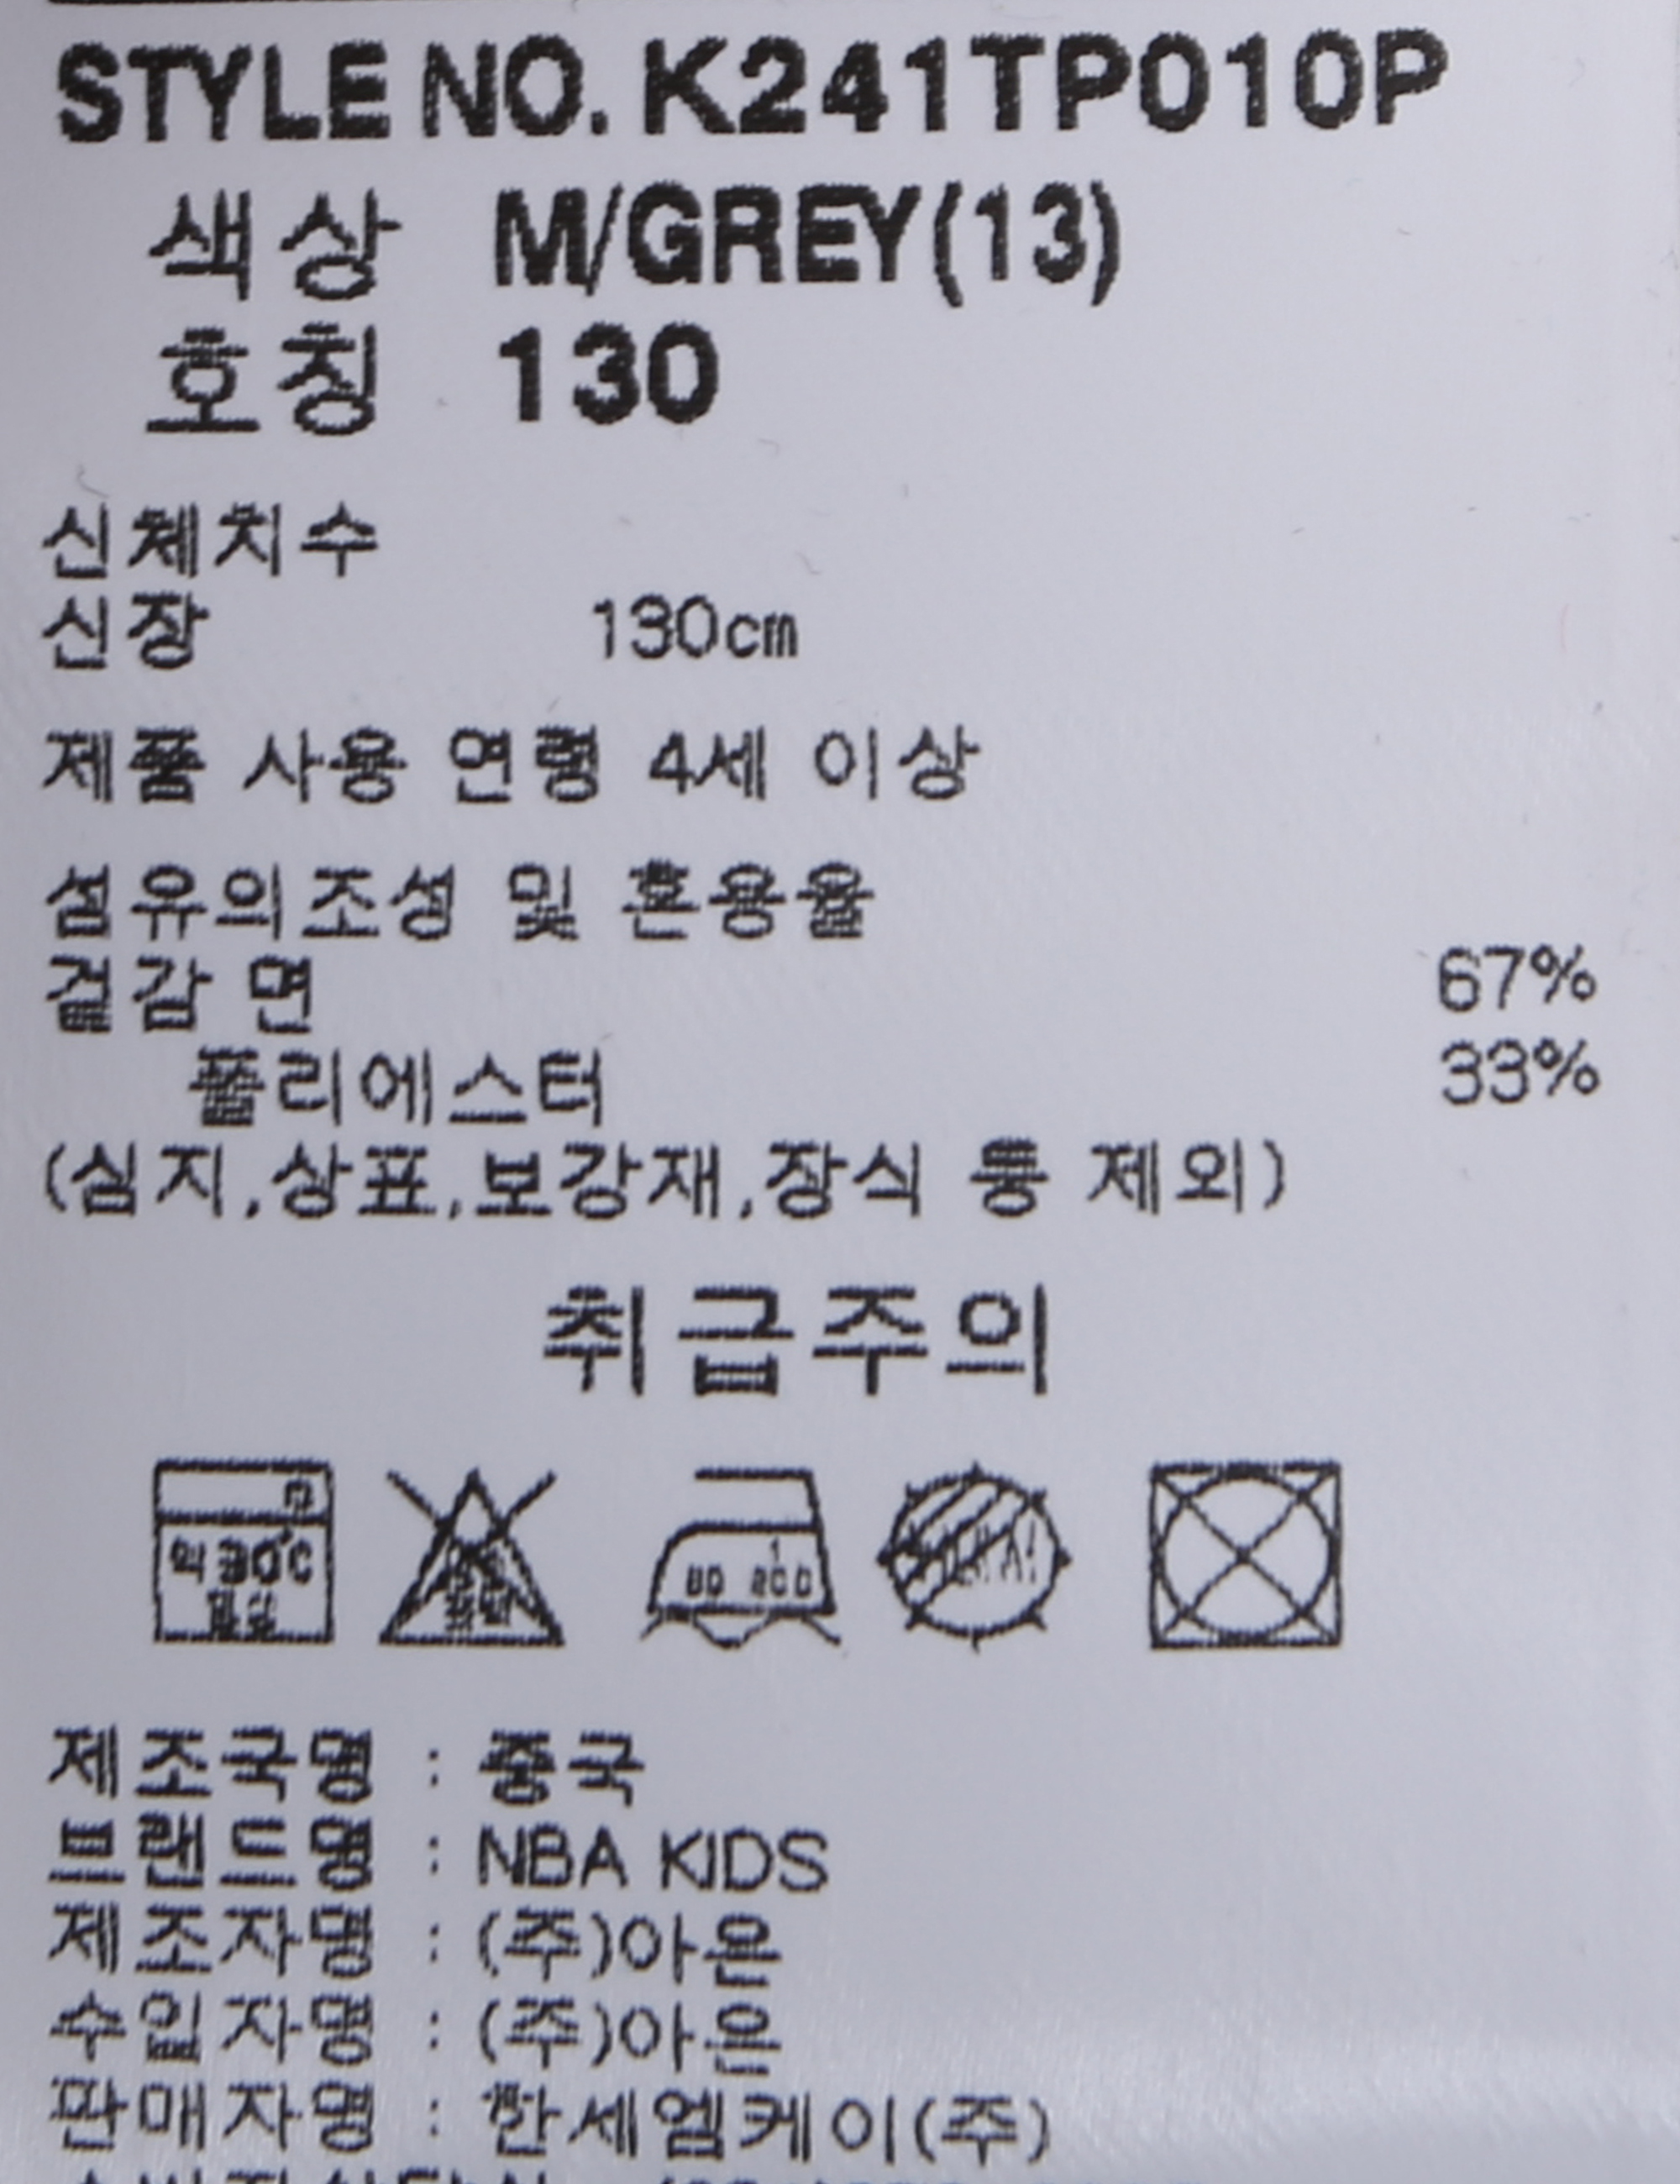 STYLE NO. K241TP010P
색상 M/GREY(13)
호칭 130
신체치수
신장 130cm
제품 사용 연령 4세 이상
섬유의조성 및 혼용율
겉감 면 67%
폴리에스터 33%
(심지,상표,보강재,장식 등 제외)
취급주의
제조국명 : 중국
브랜드명 : NBA KIDS
제조자명 : (주)아은
수입자명 : (주)아은
판매자명 : 한세엠케이(주)